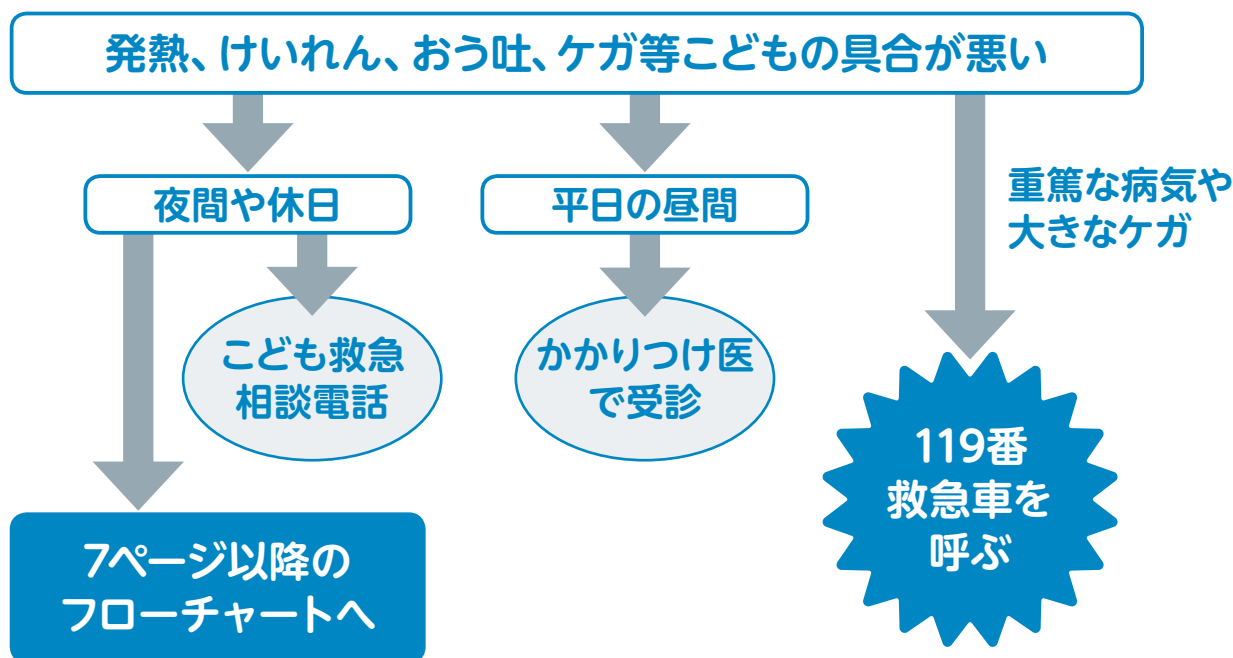 発熱、けいれん、おう吐、ケガ等こどもの具合が悪い
夜間や休日
平日の昼間
重篤な病気や
大きなケガ
こども救急
相談電話
かかりつけ医
で受診
119番
救急車を
呼ぶ
7ページ以降の
フローチャートへ